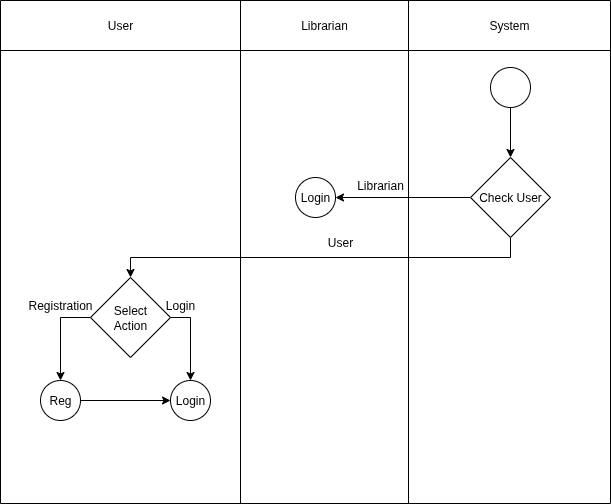 User
Librarian
System
Check User
Librarian
Login
User
Select
Action
Registration
Login
Reg
Login